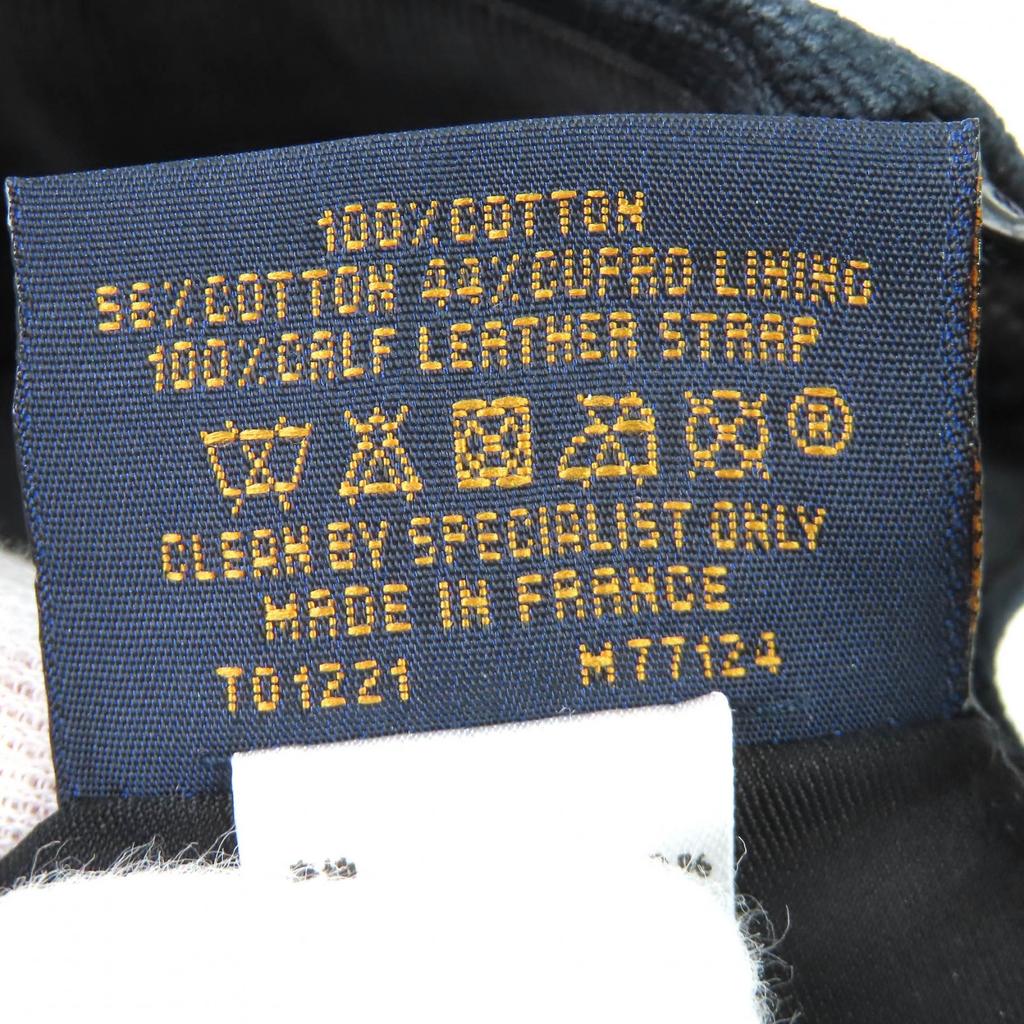 100%COTTON
56%COTTON 44%CUPRO LINING
100%CALF LEATHER STRAP
®
CLEAN BY SPECIALIST ONLY
MADE IN FRANCE
TO1221 M77124